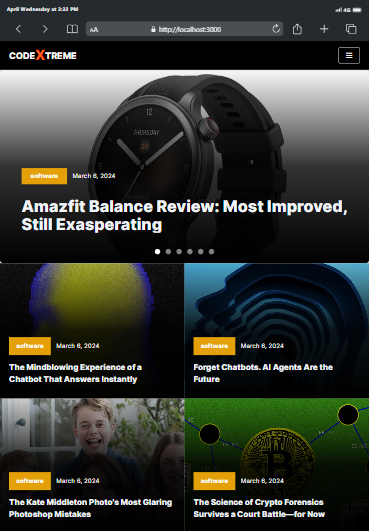 April Wednesday at 3:32 PM
4G
AA
http://localhost:3000
CODEXTREME
THURSDAY
software March 6, 2024
Amazfit Balance Review: Most Improved,
Still Exasperating
software March 6, 2024
The Mindblowing Experience of a
Chatbot That Answers Instantly
software March 6, 2024
Forget Chatbots. AI Agents Are the
Future
software March 6, 2024
The Kate Middleton Photo's Most Glaring
Photoshop Mistakes
software March 6, 2024
The Science of Crypto Forensics
Survives a Court Battle—for Now